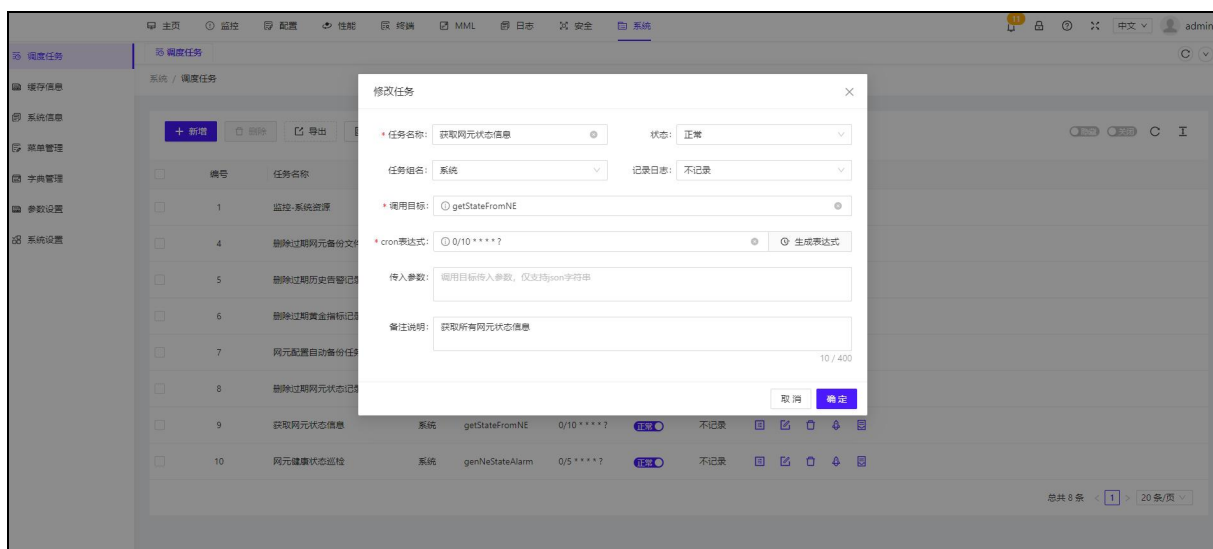 主页 监控 配置 性能 终端 MML 日志 安全 系统 11 中文 admin
调度任务 调度任务
缓存信息 系统 / 调度任务
系统信息
菜单管理
字典管理
参数设置
系统设置
+ 新增 删除 导出
编号 任务名称
1 监控-系统资源
4 删除过期网元备份文件
5 删除过期历史告警记录
6 删除过期黄金指标记录
7 网元配置自动备份任务
8 删除过期网元状态记录
9 获取网元状态信息 系统 getStateFromNE 0/10 * * * * ? 正常 不记录
10 网元健康状态巡检 系统 genNeStateAlarm 0/5 * * * * ? 正常 不记录
总共 8 条 < 1 > 20 条/页
修改任务
* 任务名称: 获取网元状态信息 状态: 正常
任务组名: 系统 记录日志: 不记录
* 调用目标: getStateFromNE
* cron表达式: 0/10 * * * * ? 生成表达式
传入参数: 调用目标传入参数，仅支持json字符串
备注说明: 获取所有网元状态信息
10 / 400
取 消 确 定